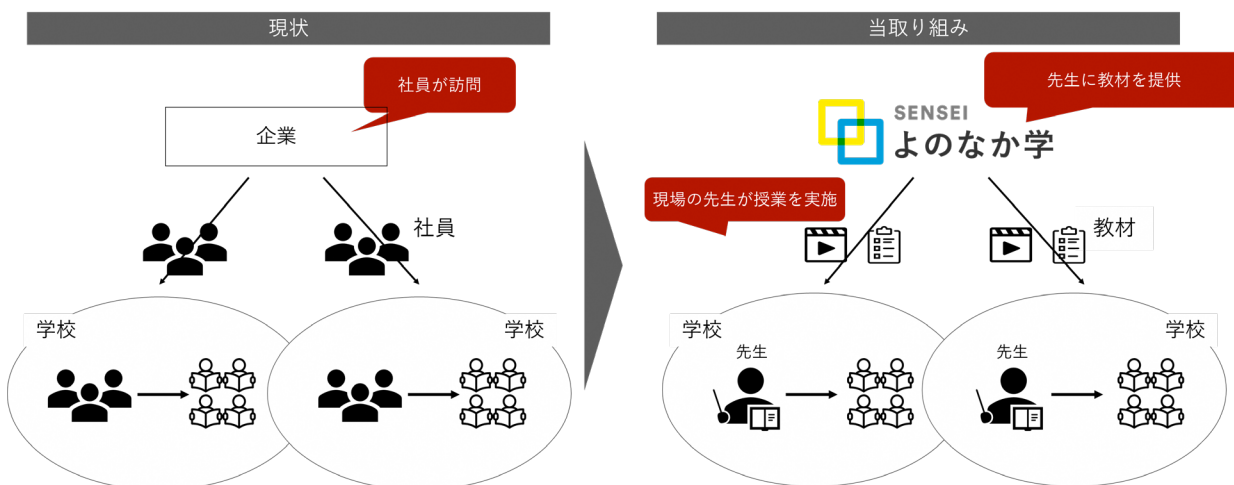 現状
社員が訪問
企業
社員
学校
学校
当取り組み
先生に教材を提供
SENSEI
よのなか学
現場の先生が授業を実施
教材
学校
先生
学校
先生